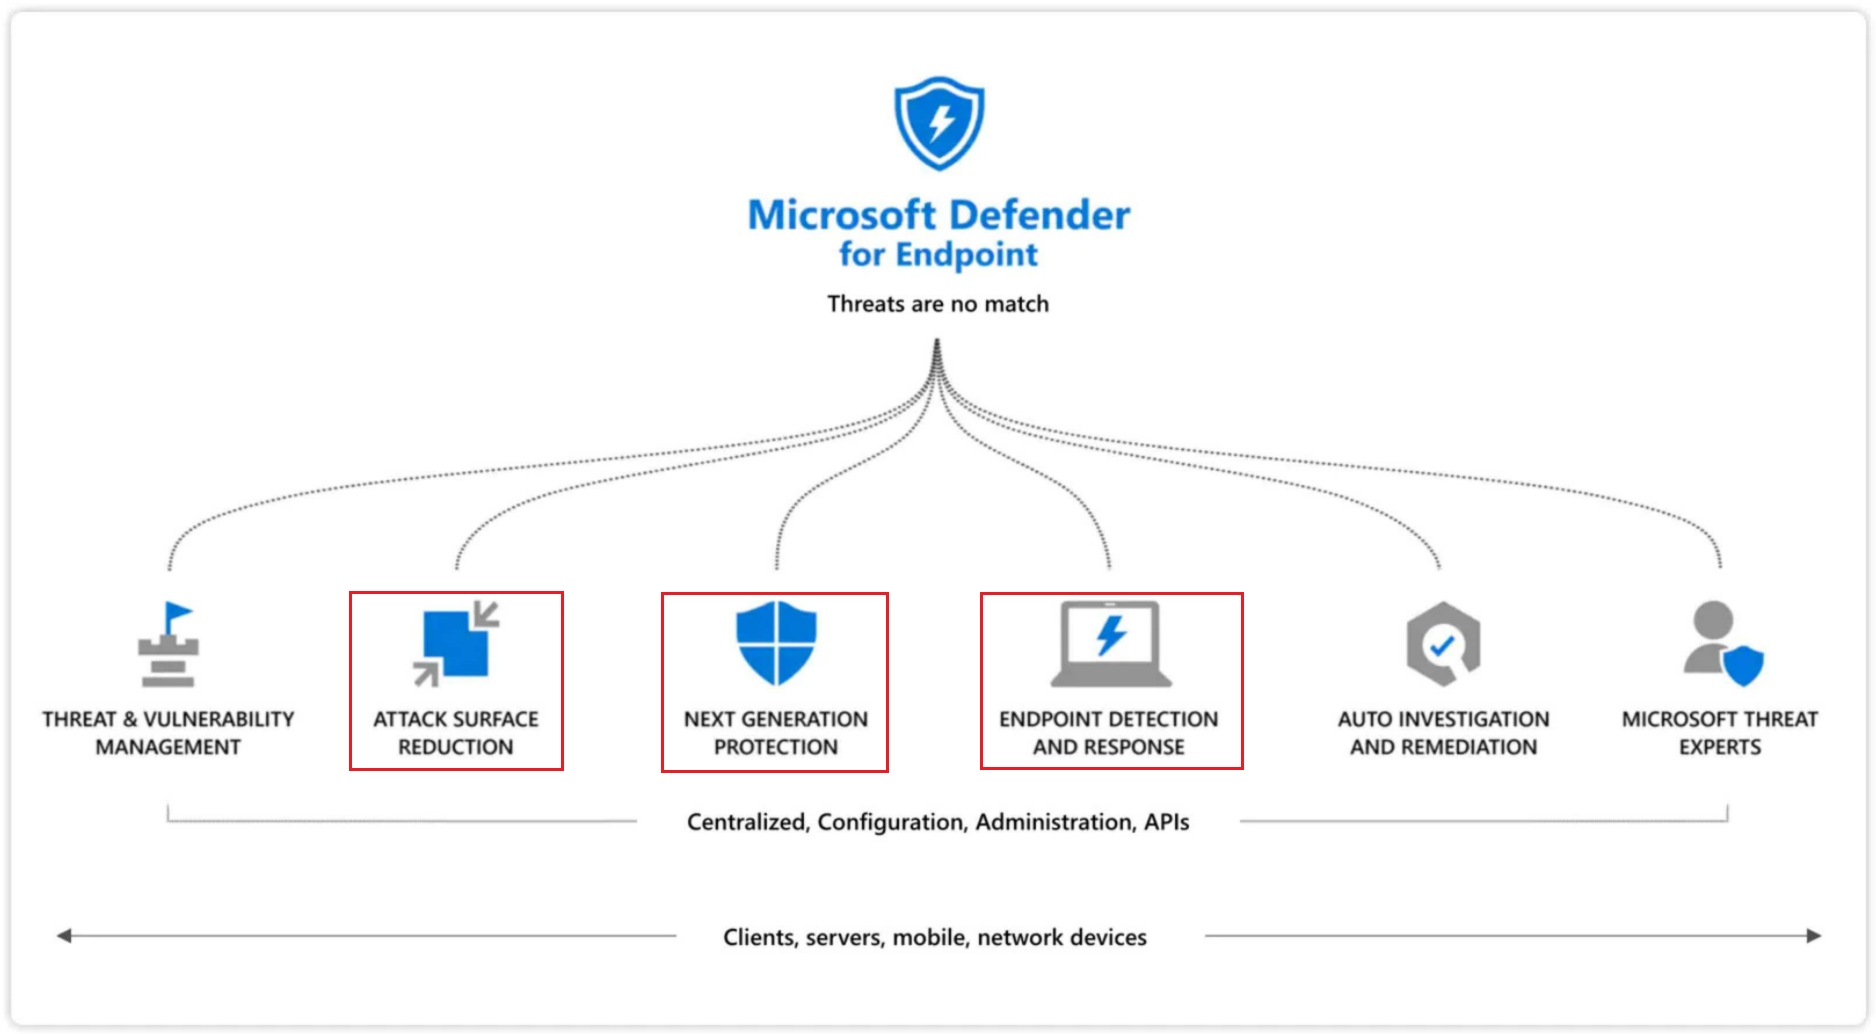 Microsoft Defender
for Endpoint
Threats are no match
THREAT & VULNERABILITY
MANAGEMENT
ATTACK SURFACE
REDUCTION
NEXT GENERATION
PROTECTION
ENDPOINT DETECTION
AND RESPONSE
AUTO INVESTIGATION
AND REMEDIATION
MICROSOFT THREAT
EXPERTS
Centralized, Configuration, Administration, APIs
Clients, servers, mobile, network devices